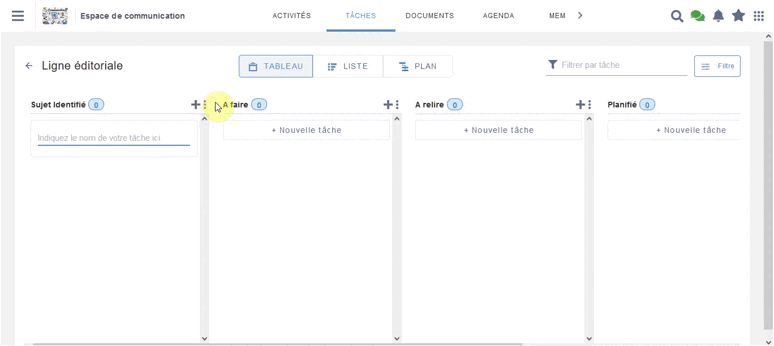 Espace de communication
ACTIVITÉS
TÂCHES
DOCUMENTS
AGENDA
MEM
Ligne éditoriale
TABLEAU
LISTE
PLAN
Filtrer par tâche
Filtre
Sujet Identifié 0
A faire 0
A relire 0
Planifié 0
Indiquez le nom de votre tâche ici
+ Nouvelle tâche
+ Nouvelle tâche
+ Nouvelle tâche